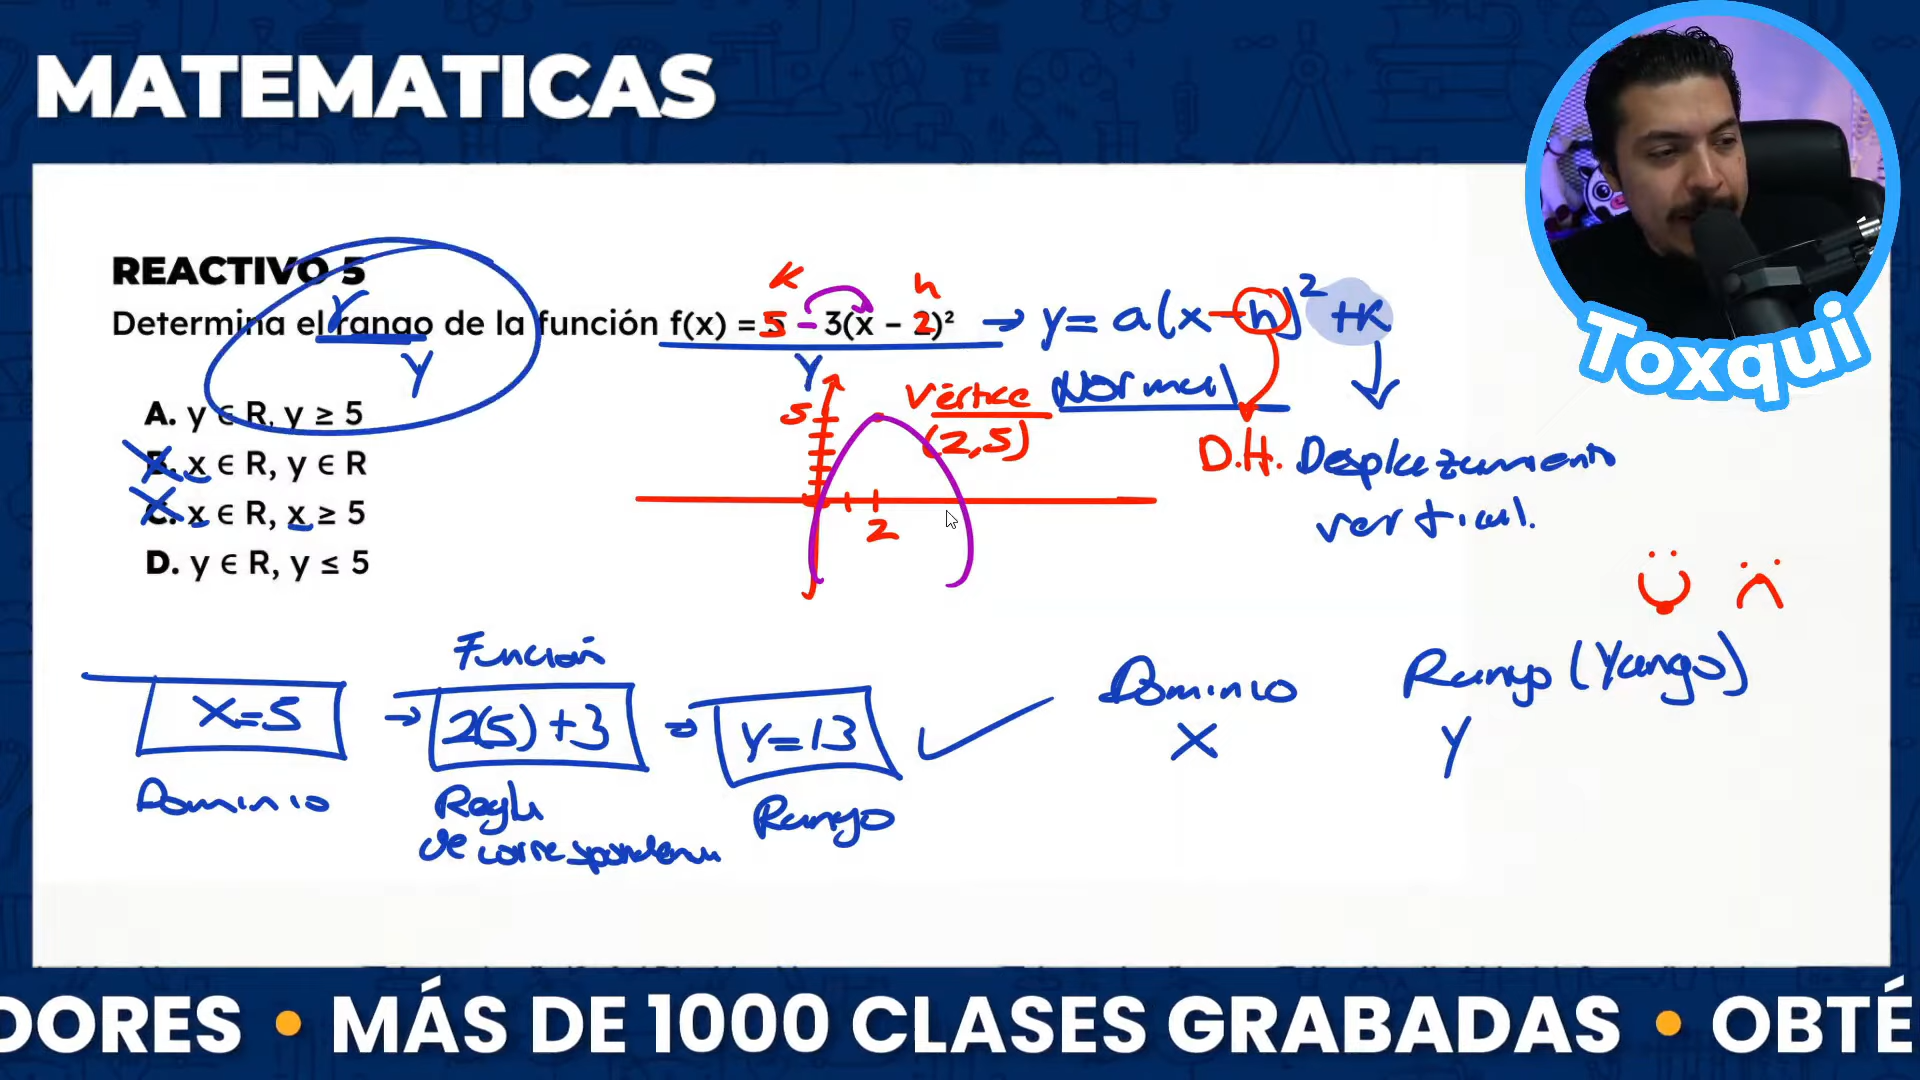 MATEMATICAS
Toxqui
REACTIVO 5
Determina el rango de la función f(x) = 5 - 3(x - 2)²
r
y
k
h
→ y = a(x - h)² + k
A. y ∈ R, y ≥ 5
B. x ∈ R, y ∈ R
C. x ∈ R, x ≥ 5
D. y ∈ R, y ≤ 5
Y
5
2
Vértice
(2,5)
Normal
D.H.
Desplazamiento
vertical.
Función
x=5 → 2(5)+3 → y=13
Dominio
Regla
de correspondencia
Rango
Dominio
X
Rango (Yango)
Y
DORES • MÁS DE 1000 CLASES GRABADAS • OBTÉ